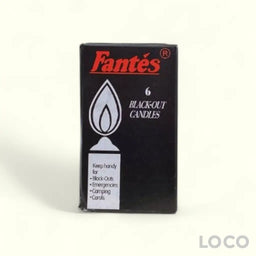 Fantés®
6
BLACK-OUT
CANDLES
Keep handy
for
• Black-Outs
• Emergencies
• Camping
• Carols
LOCO